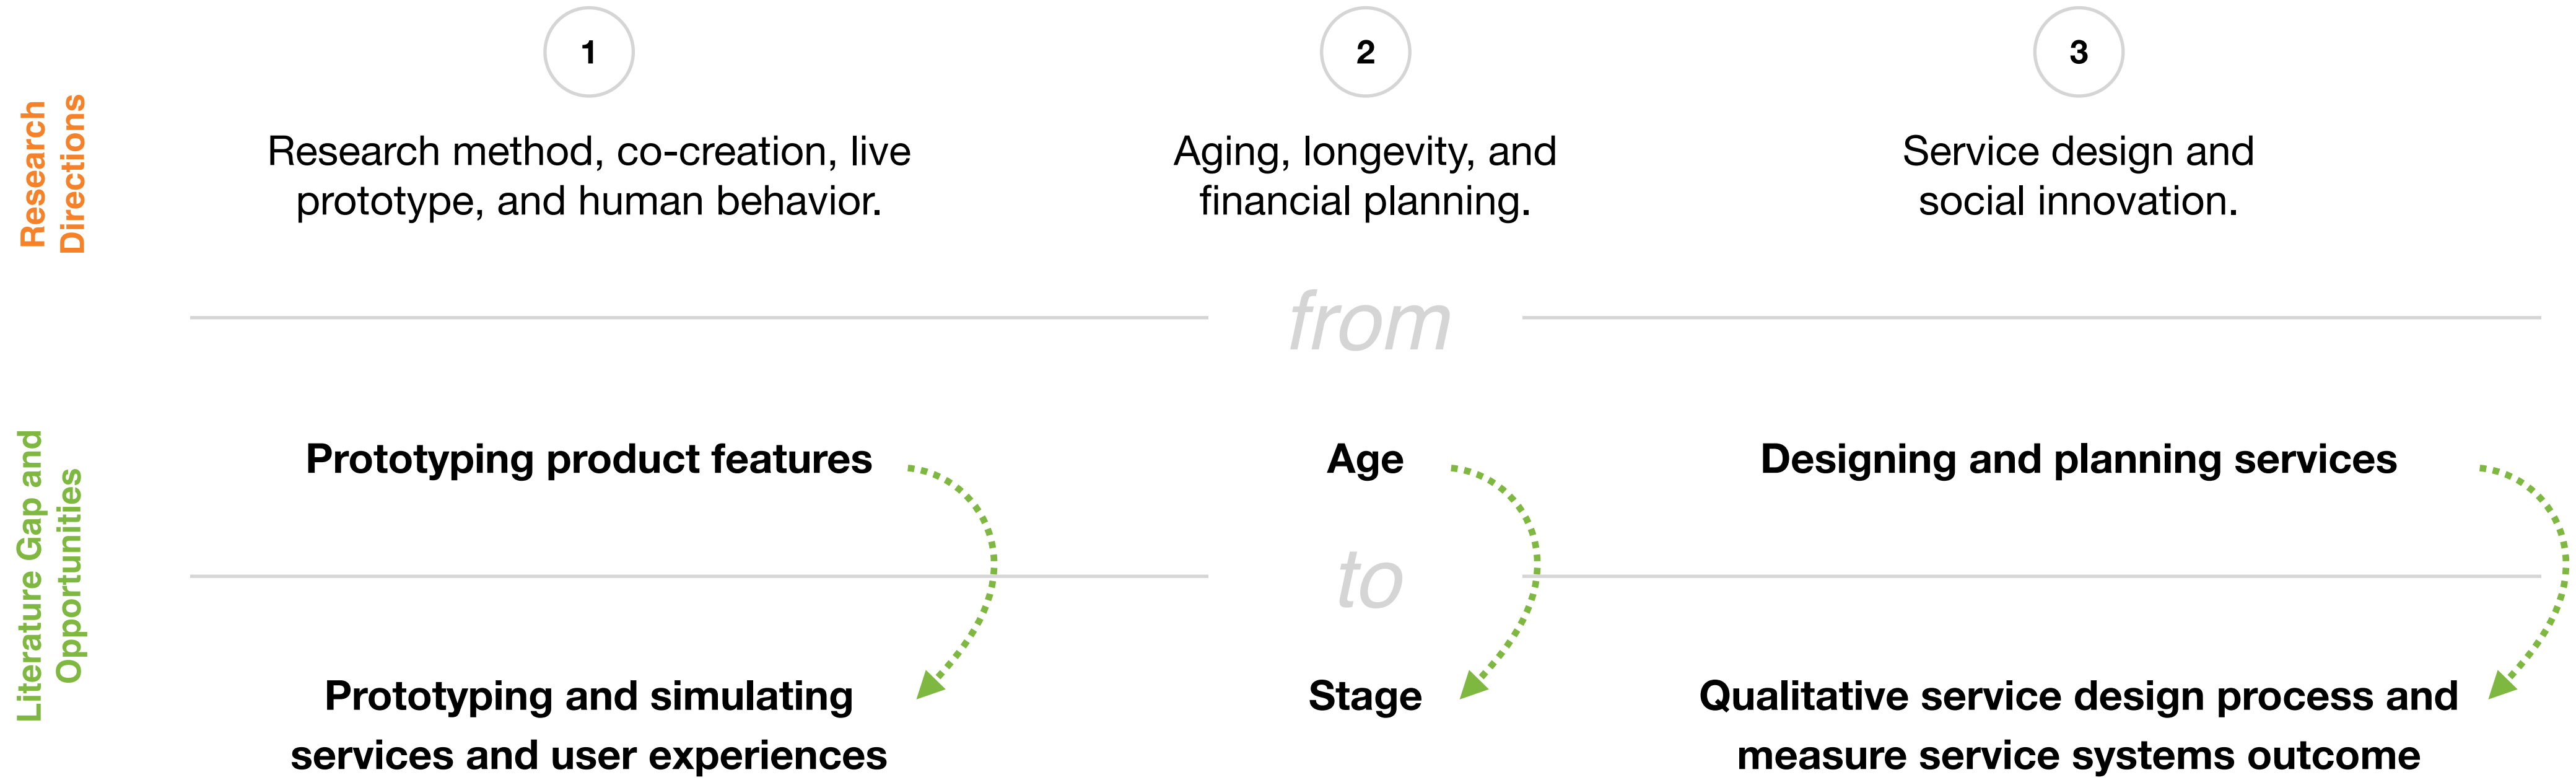 Research
Directions
1
Research method, co-creation, live
prototype, and human behavior.
2
Aging, longevity, and
financial planning.
3
Service design and
social innovation.
from
Literature Gap and
Opportunities
Prototyping product features
Age
Designing and planning services
to
Prototyping and simulating
services and user experiences
Stage
Qualitative service design process and
measure service systems outcome